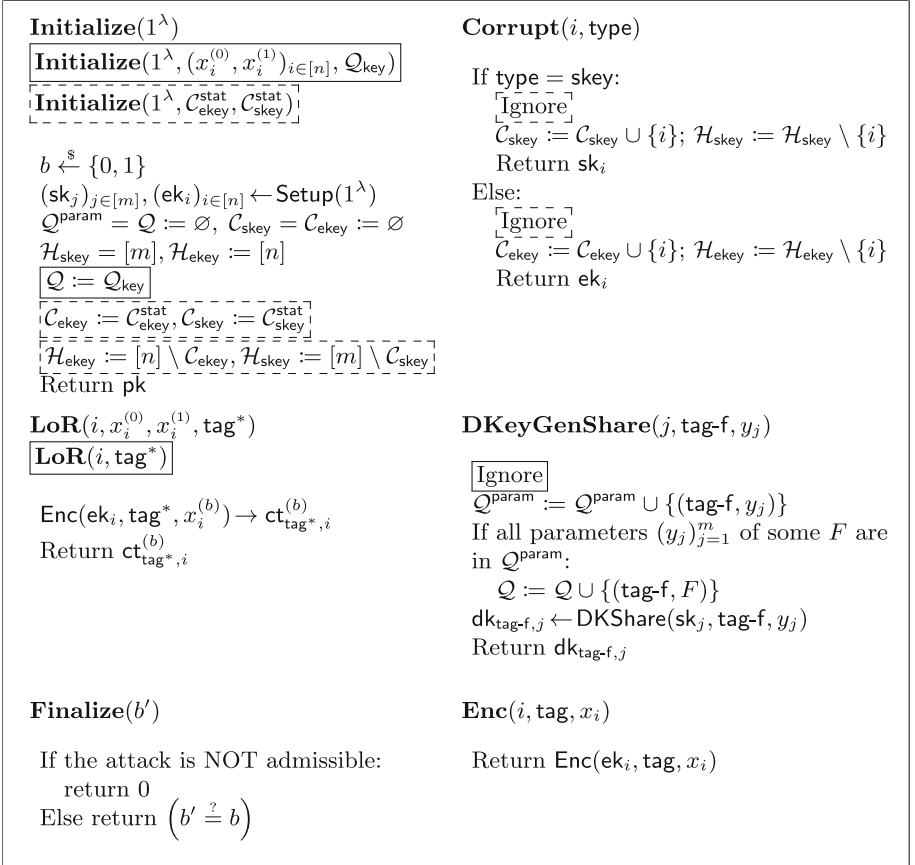 Initialize(1^λ)
Initialize(1^λ, (x_i^{(0)}, x_i^{(1)})_{i∈[n]}, 𝒬_key)
Initialize(1^λ, 𝒞_ekey^stat, 𝒞_skey^stat)
b ←$ {0, 1}
(sk_j)_{j∈[m]}, (ek_i)_{i∈[n]} ← Setup(1^λ)
𝒬^param = 𝒬 := ∅, 𝒞_skey = 𝒞_ekey := ∅
ℋ_skey = [m], ℋ_ekey := [n]
𝒬 := 𝒬_key
𝒞_ekey := 𝒞_ekey^stat, 𝒞_skey := 𝒞_skey^stat
ℋ_ekey := [n] \ 𝒞_ekey, ℋ_skey := [m] \ 𝒞_skey
Return pk
Corrupt(i, type)
If type = skey:
Ignore
𝒞_skey := 𝒞_skey ∪ {i}; ℋ_skey := ℋ_skey \ {i}
Return sk_i
Else:
Ignore
𝒞_ekey := 𝒞_ekey ∪ {i}; ℋ_ekey := ℋ_ekey \ {i}
Return ek_i
LoR(i, x_i^{(0)}, x_i^{(1)}, tag*)
LoR(i, tag*)
Enc(ek_i, tag*, x_i^{(b)}) → ct_{tag*,i}^{(b)}
Return ct_{tag*,i}^{(b)}
DKeyGenShare(j, tag-f, y_j)
Ignore
𝒬^param := 𝒬^param ∪ {(tag-f, y_j)}
If all parameters (y_j)_{j=1}^m of some F are
in 𝒬^param:
𝒬 := 𝒬 ∪ {(tag-f, F)}
dk_{tag-f,j} ← DKShare(sk_j, tag-f, y_j)
Return dk_{tag-f,j}
Finalize(b′)
If the attack is NOT admissible:
return 0
Else return (b′ ≟ b)
Enc(i, tag, x_i)
Return Enc(ek_i, tag, x_i)